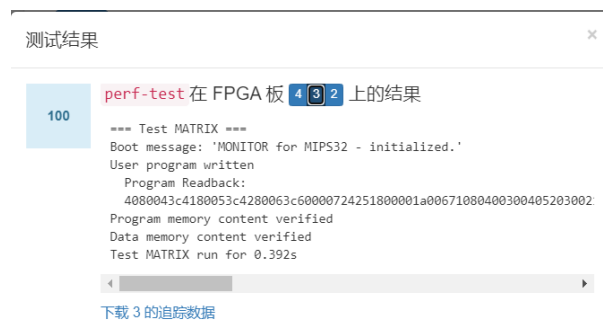 测试结果
×
100
perf-test 在 FPGA 板 4 3 2 上的结果
=== Test MATRIX ===
Boot message: 'MONITOR for MIPS32 - initialized.'
User program written
Program Readback:
4080043c4180053c4280063c60000724251800001a00671080400300405203002
Program memory content verified
Data memory content verified
Test MATRIX run for 0.392s
下载 3 的追踪数据